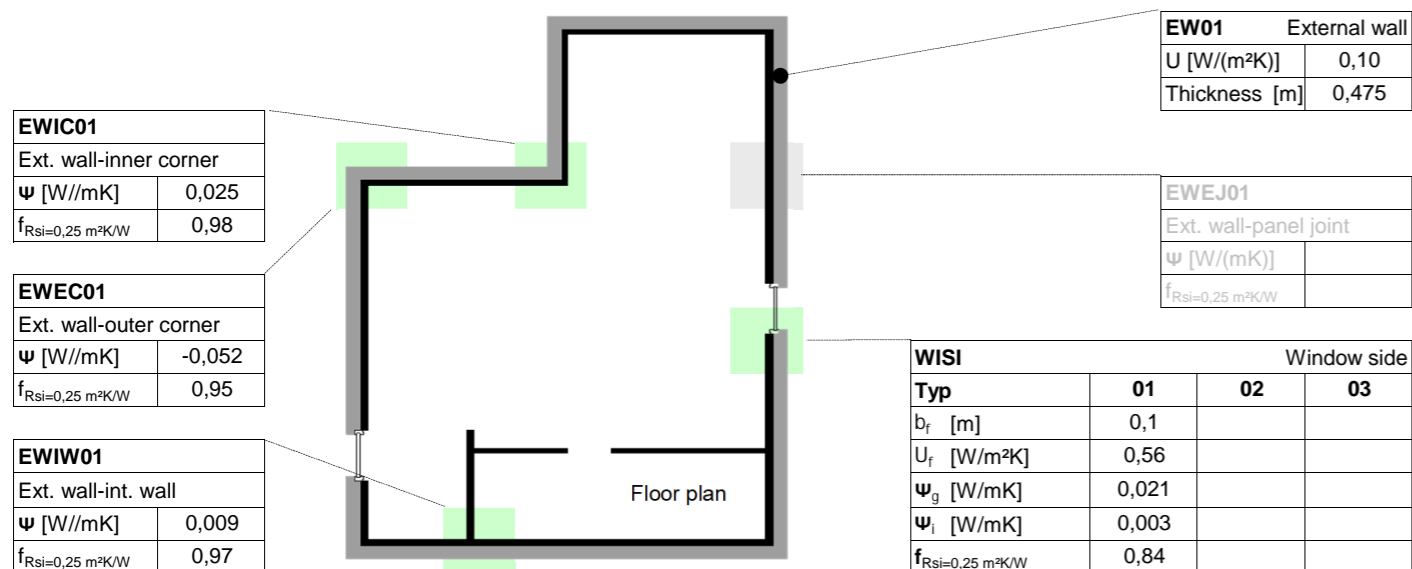 EW01 External wall
U [W/(m²K)] 0,10
Thickness [m] 0,475
EWIC01
Ext. wall-inner corner
Ψ [W//mK] 0,025
fRsi=0,25 m²K/W 0,98
EWEJ01
Ext. wall-panel joint
Ψ [W/(mK)]
fRsi=0,25 m²K/W
EWEC01
Ext. wall-outer corner
Ψ [W//mK] -0,052
fRsi=0,25 m²K/W 0,95
WISI Window side
Typ 01 02 03
bf [m] 0,1
Uf [W/m²K] 0,56
Ψg [W/mK] 0,021
Ψi [W/mK] 0,003
fRsi=0,25 m²K/W 0,84
EWIW01
Ext. wall-int. wall
Ψ [W//mK] 0,009
fRsi=0,25 m²K/W 0,97
Floor plan